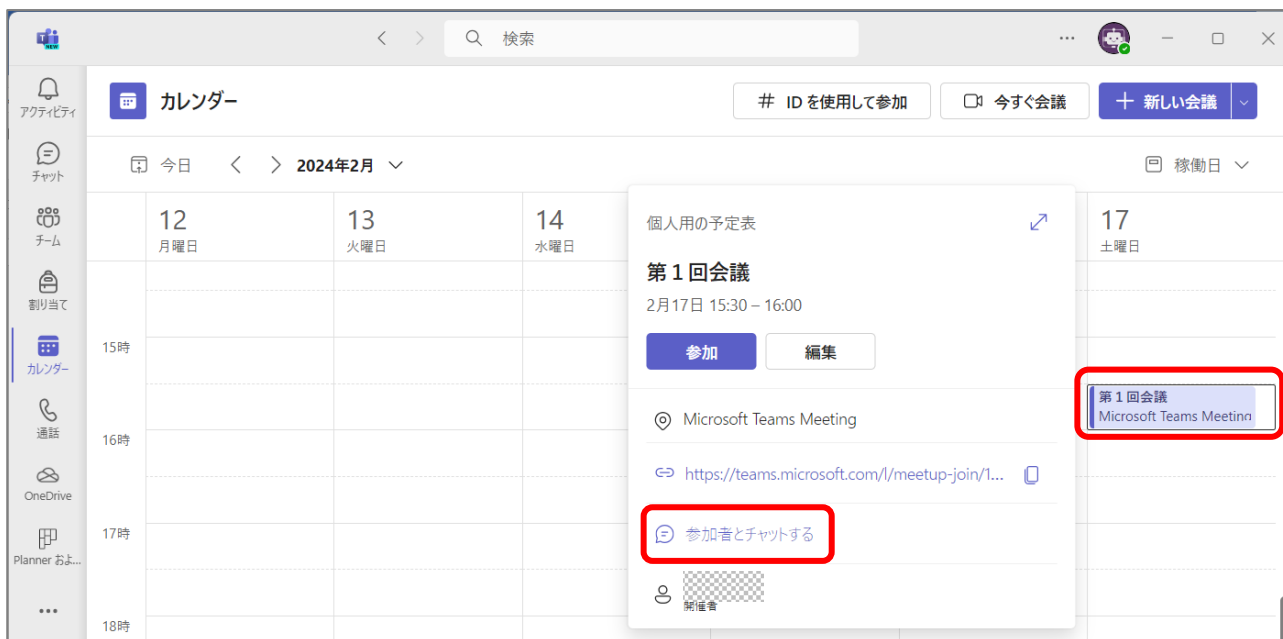 NEW
検索
アクティビティ
チャット
チーム
割り当て
カレンダー
通話
OneDrive
Planner およ...
カレンダー
# ID を使用して参加
今すぐ会議
新しい会議
今日
2024年2月
稼働日
12
月曜日
13
火曜日
14
水曜日
17
土曜日
15時
16時
17時
18時
個人用の予定表
第1回会議
2月17日 15:30 – 16:00
参加
編集
Microsoft Teams Meeting
https://teams.microsoft.com/l/meetup-join/1...
参加者とチャットする
開催者
第1回会議
Microsoft Teams Meeting